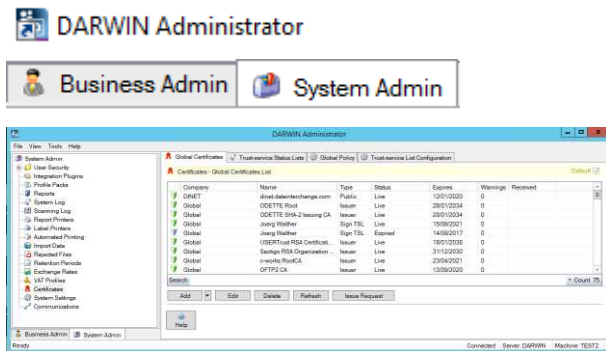 DARWIN Administrator
Business Admin System Admin
DARWIN Administrator
File View Tools Help
System Admin
User Security
Integration Plugins
Profile Packs
Reports
System Log
Scanning Log
Report Printers
Label Printers
Automated Printing
Import Data
Rejected Files
Retention Periods
Exchange Rates
VAT Profiles
Certificates
System Settings
Communications
Business Admin System Admin
Global Certificates Trust-service Status Lists Global Policy Trust-service List Configuration
Certificates - Global Certificates List Default
Company Name Type Status Expires Warnings Received
DINET dinet.datainterchange.com Public Live 12/01/2020 0
Global ODETTE Root Issuer Live 28/01/2034 0
Global ODETTE SHA-2 Issuing CA Issuer Live 28/01/2034 0
Global Joerg Walther Sign TSL Live 15/08/2021 0
Global Joerg Walther Sign TSL Expired 14/09/2017 0
Global USERTrust RSA Certificati... Issuer Live 18/01/2038 0
Global Sectigo RSA Organization ... Issuer Live 31/12/2030 0
Global c-works RootCA Issuer Live 23/04/2021 0
Global OFTP2 CA Issuer Live 13/09/2020 0
Search Count 75
Add Edit Delete Refresh Issue Request
Help
Ready Connected Server: DARWIN Machine: TEST2